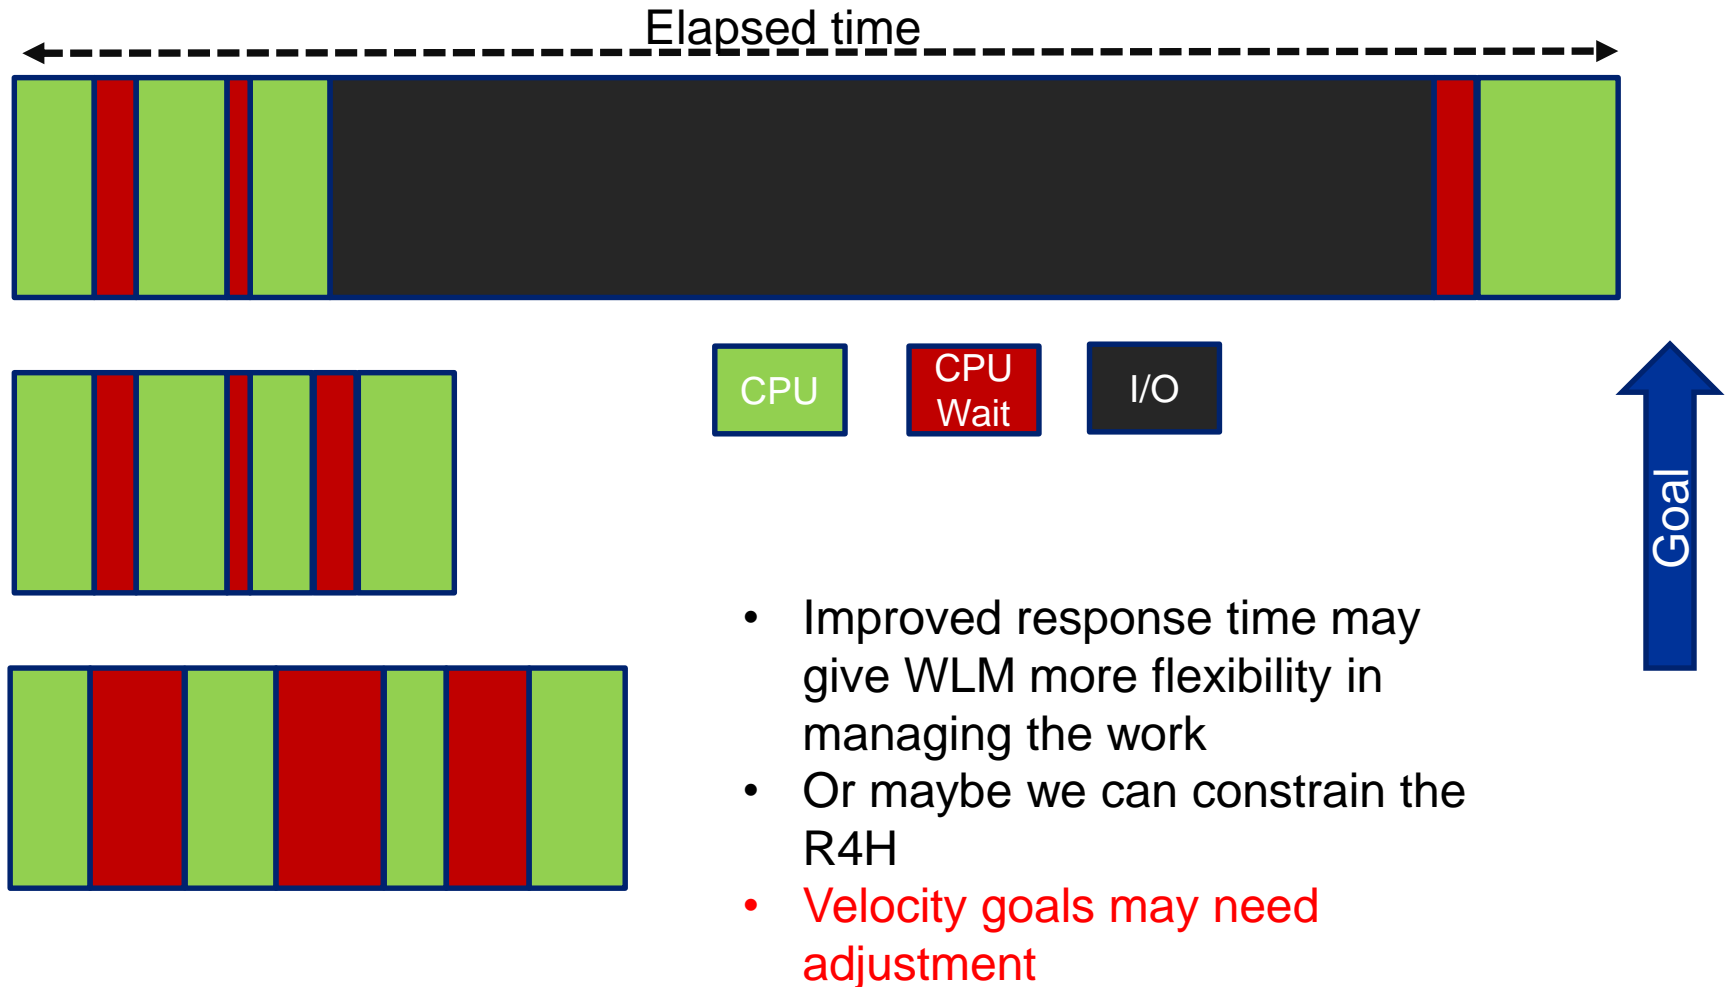 Elapsed time
CPU
CPU
Wait
I/O
Goal
• Improved response time may
give WLM more flexibility in
managing the work
• Or maybe we can constrain the
R4H
• Velocity goals may need
adjustment